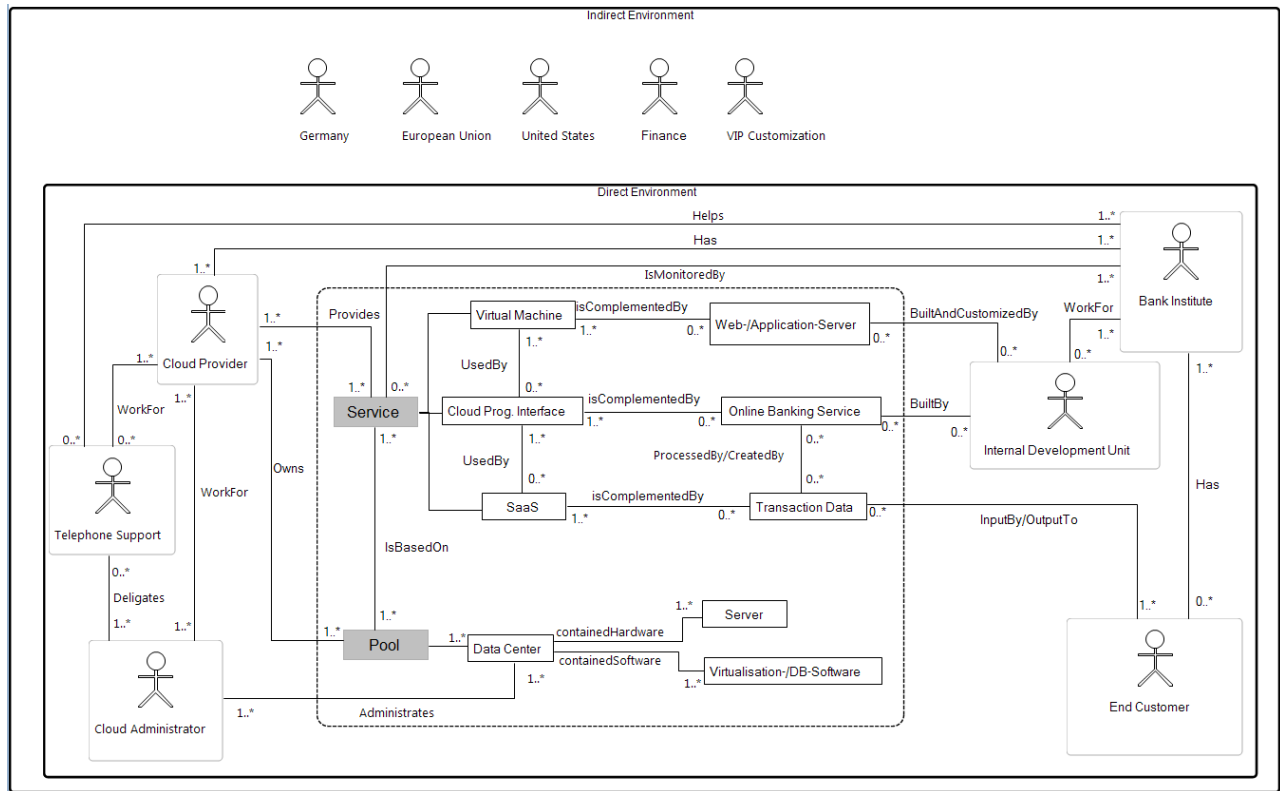 Indirect Environment
Germany
European Union
United States
Finance
VIP Customization
Direct Environment
Helps
1..*
Has
1..*
1..*
IsMonitoredBy
0..*
1..*
Bank Institute
Cloud Provider
1..*
Provides
1..*
1..*
Virtual Machine
isComplementedBy
1..*
0..*
Web-/Application-Server
0..*
BuiltAndCustomizedBy
0..*
WorkFor
1..*
0..*
1..*
1..*
UsedBy
0..*
1..*
WorkFor
0..*
0..*
Service
Cloud Prog. Interface
isComplementedBy
1..*
0..*
Online Banking Service
0..*
BuiltBy
0..*
Internal Development Unit
1..*
1..*
1..*
UsedBy
0..*
0..*
ProcessedBy/CreatedBy
0..*
Owns
WorkFor
Telephone Support
SaaS
isComplementedBy
1..*
0..*
Transaction Data
0..*
InputBy/OutputTo
1..*
Has
0..*
IsBasedOn
0..*
Deligates
1..*
1..*
1..*
1..*
Pool
1..*
Data Center
containedHardware
1..*
Server
containedSoftware
1..*
Virtualisation-/DB-Software
1..*
1..*
Administrates
Cloud Administrator
End Customer